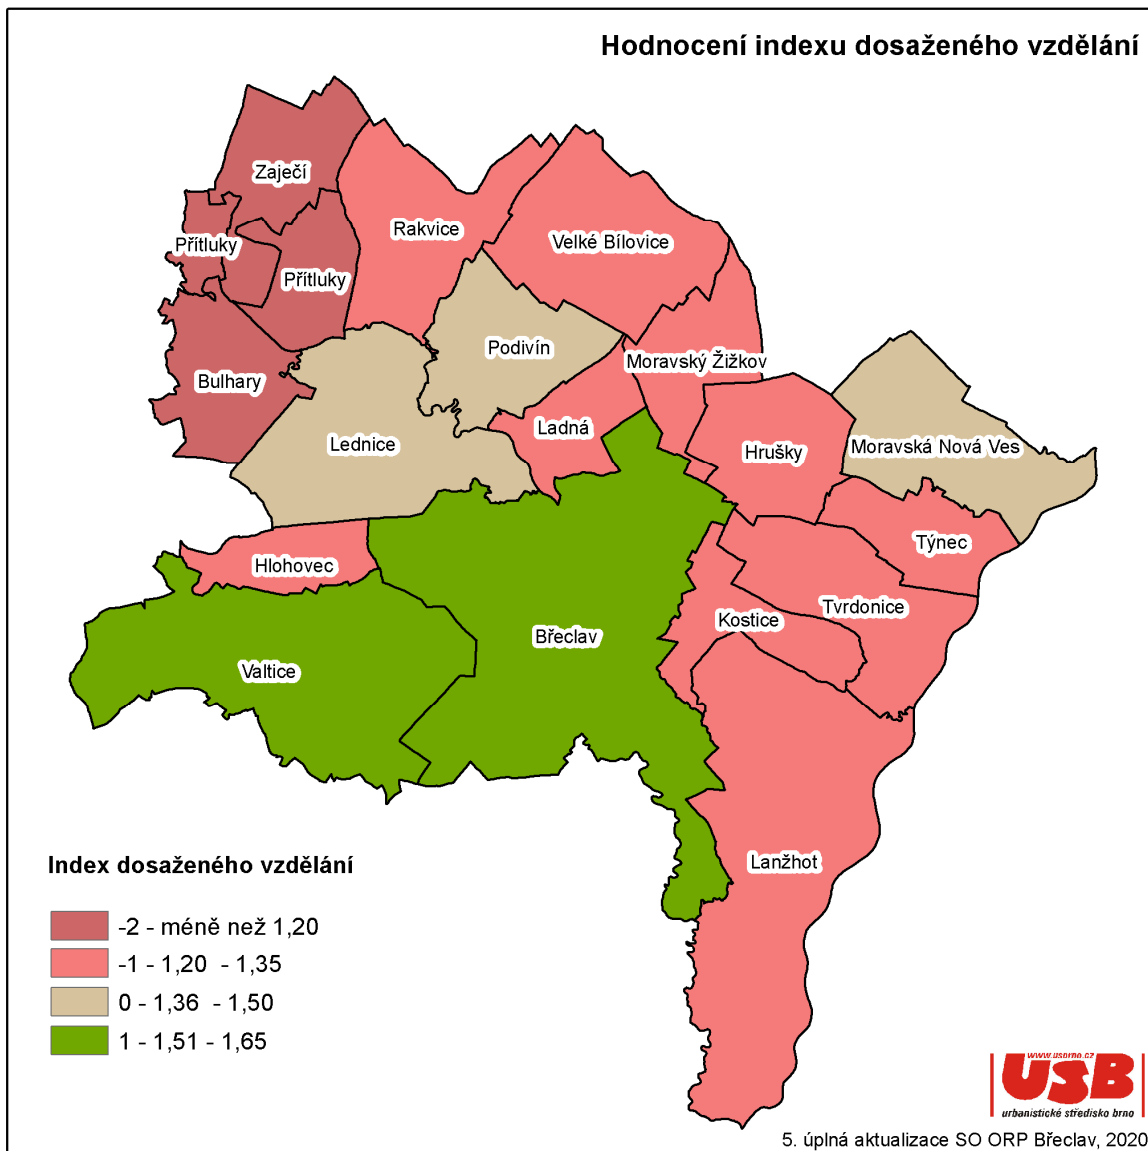 Hodnocení indexu dosaženého vzdělání
Zaječí
Rakvice
Přítluky
Velké Bílovice
Přítluky
Podivín
Moravský Žižkov
Bulhary
Ladná
Lednice
Hrušky
Moravská Nová Ves
Týnec
Hlohovec
Tvrdonice
Kostice
Břeclav
Valtice
Lanžhot
Index dosaženého vzdělání
-2 - méně než 1,20
-1 - 1,20 - 1,35
0 - 1,36 - 1,50
1 - 1,51 - 1,65
www.usbrno.cz
USB
urbanistické středisko brno
5. úplná aktualizace SO ORP Břeclav, 2020